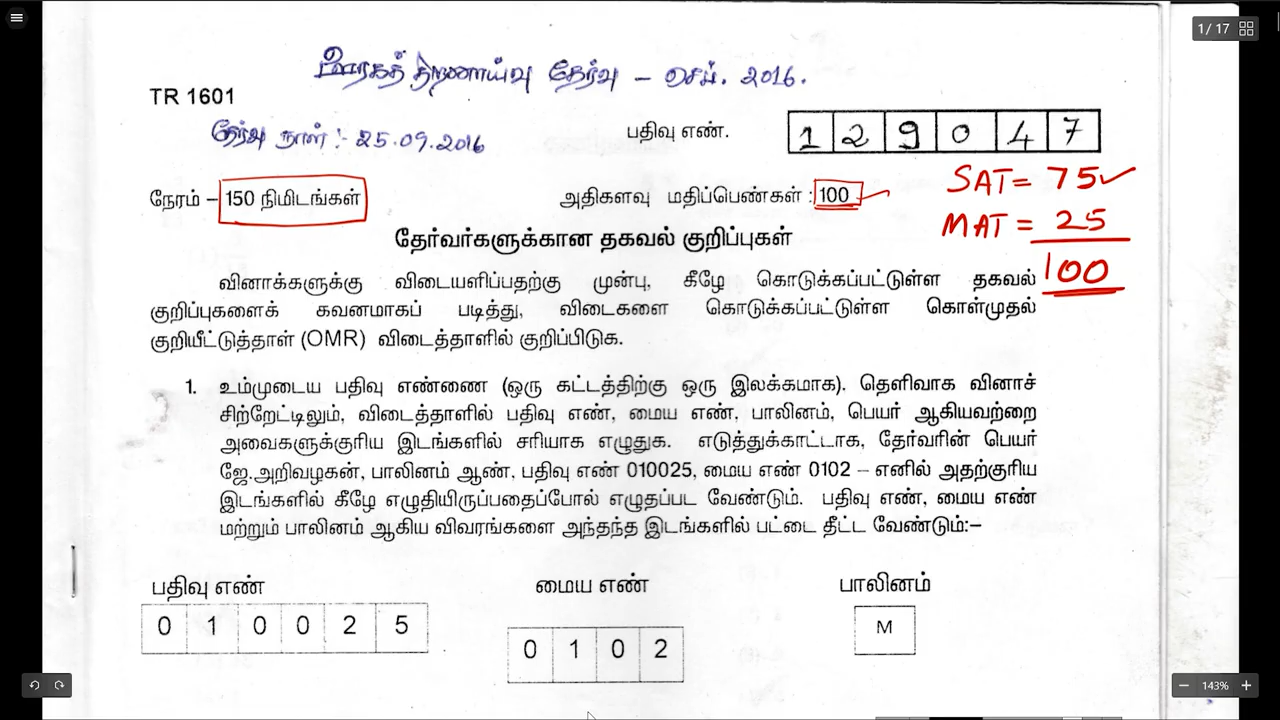 1 / 17
ஊரகத் திறனாய்வு தேர்வு – செப். 2016.
TR 1601
தேர்வு நாள் :- 25.09.2016
பதிவு எண். 1 2 9 0 4 7
SAT = 75 ✓
நேரம் – 150 நிமிடங்கள்
அதிகளவு மதிப்பெண்கள் : 100
MAT = 25
100
தேர்வர்களுக்கான தகவல் குறிப்புகள்
வினாக்களுக்கு விடையளிப்பதற்கு முன்பு, கீழே கொடுக்கப்பட்டுள்ள தகவல்
குறிப்புகளைக் கவனமாகப் படித்து, விடைகளை கொடுக்கப்பட்டுள்ள கொள்முதல்
குறியீட்டுத்தாள் (OMR) விடைத்தாளில் குறிப்பிடுக.
1. உம்முடைய பதிவு எண்ணை (ஒரு கட்டத்திற்கு ஒரு இலக்கமாக). தெளிவாக வினாச்
சிற்றேட்டிலும், விடைத்தாளில் பதிவு எண், மைய எண், பாலினம், பெயர் ஆகியவற்றை
அவைகளுக்குரிய இடங்களில் சரியாக எழுதுக. எடுத்துக்காட்டாக, தேர்வரின் பெயர்
ஜே.அறிவழகன், பாலினம் ஆண், பதிவு எண் 010025, மைய எண் 0102 – எனில் அதற்குரிய
இடங்களில் கீழே எழுதியிருப்பதைப்போல் எழுதப்பட வேண்டும். பதிவு எண், மைய எண்
மற்றும் பாலினம் ஆகிய விவரங்களை அந்தந்த இடங்களில் பட்டை தீட்ட வேண்டும்:–
பதிவு எண் மைய எண் பாலினம்
0 1 0 0 2 5
0 1 0 2
M
143%